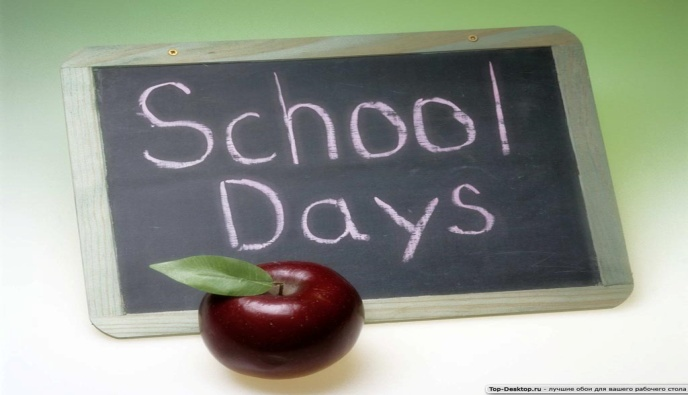 School
Days
Top-Desktop.ru - лучшие обои для вашего рабочего стола